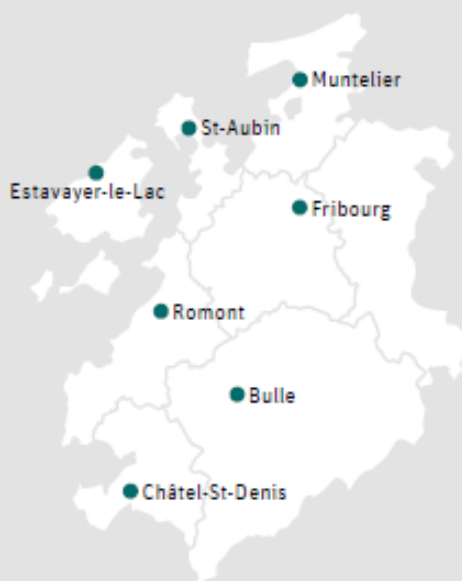 Muntelier
St-Aubin
Estavayer-le-Lac
Fribourg
Romont
Bulle
Châtel-St-Denis